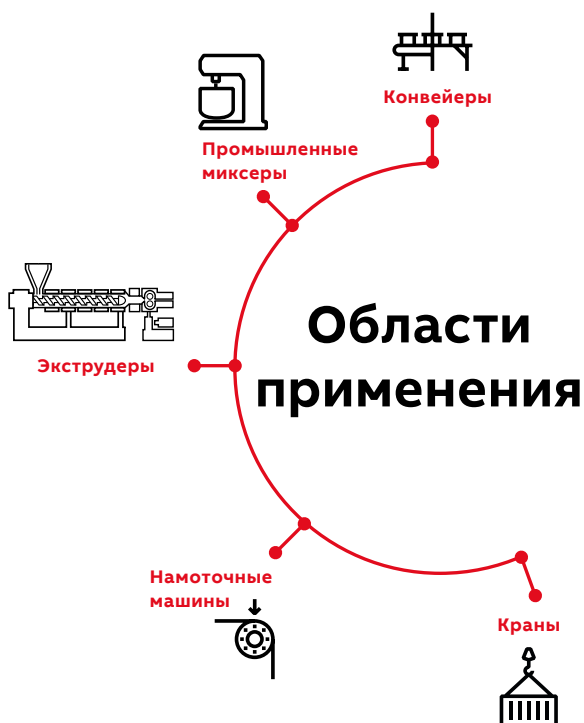 Конвейеры
Промышленные
миксеры
Области
применения
Экструдеры
Намоточные
машины
Краны